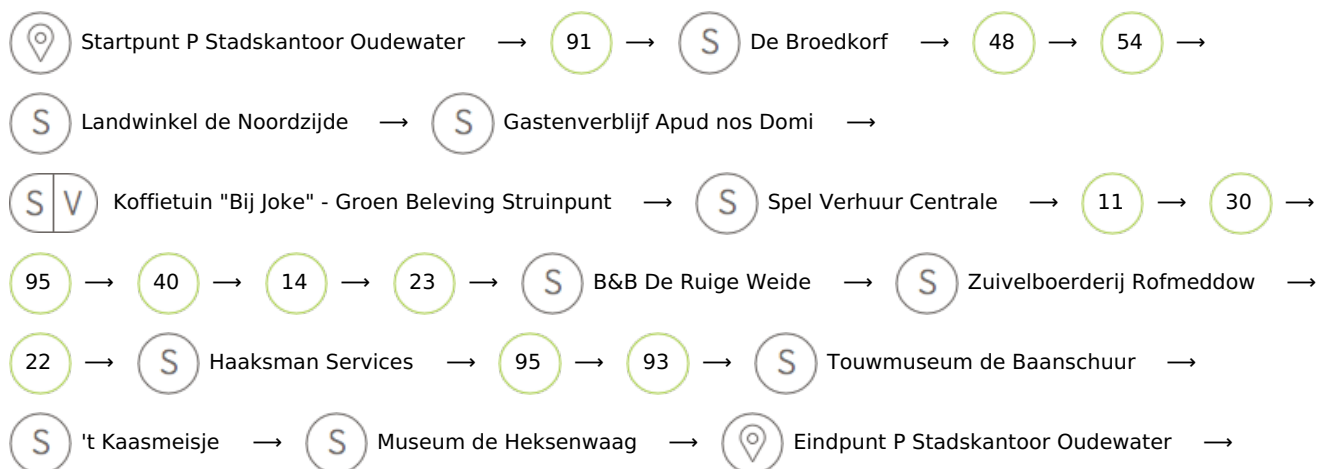 Startpunt P Stadskantoor Oudewater → 91 → S De Broedkorf → 48 → 54 →
S Landwinkel de Noordzijde → S Gastenverblijf Apud nos Domi →
S V Koffietuin "Bij Joke" - Groen Beleving Struinpunt → S Spel Verhuur Centrale → 11 → 30 →
95 → 40 → 14 → 23 → S B&B De Ruige Weide → S Zuivelboerderij Rofmeddow →
22 → S Haaksman Services → 95 → 93 → S Touwmuseum de Baanschuur →
S 't Kaasmeisje → S Museum de Heksenwaag → Eindpunt P Stadskantoor Oudewater →